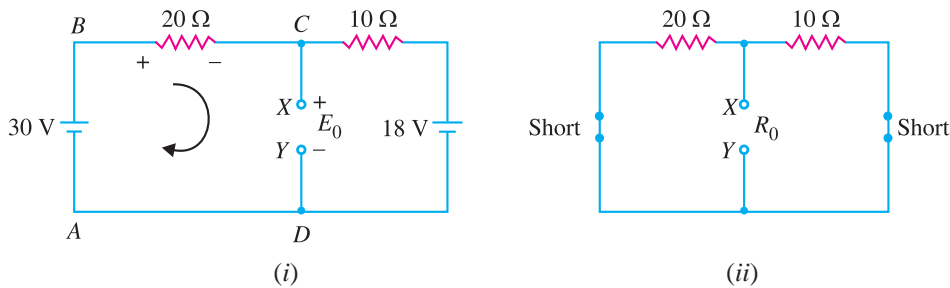 B 20 Ω C 10 Ω
+ –
30 V
X +
E0
Y –
18 V
A D
(i)
20 Ω 10 Ω
Short
X
R0
Y
Short
(ii)